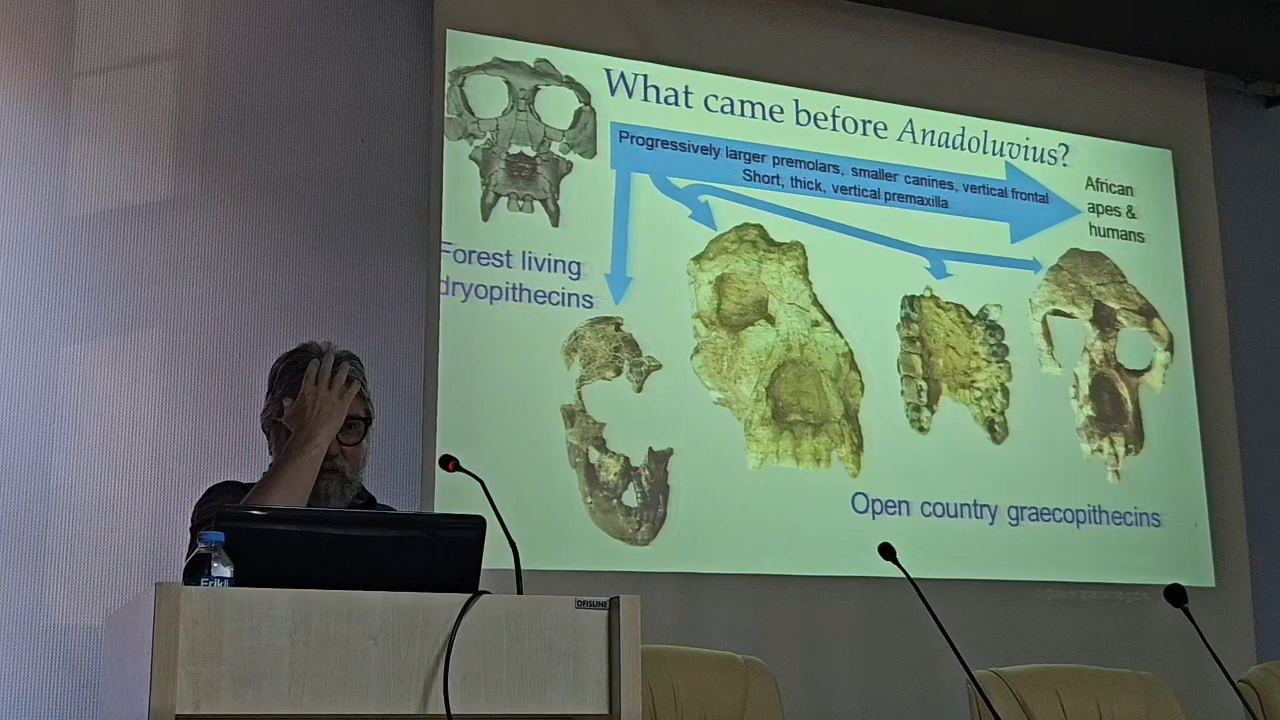 What came before Anadoluvius?
Progressively larger premolars, smaller canines, vertical frontal
Short, thick, vertical premaxilla
African
apes &
humans
Forest living
dryopithecins
Open country graecopithecins
Erikli
OFISLINE